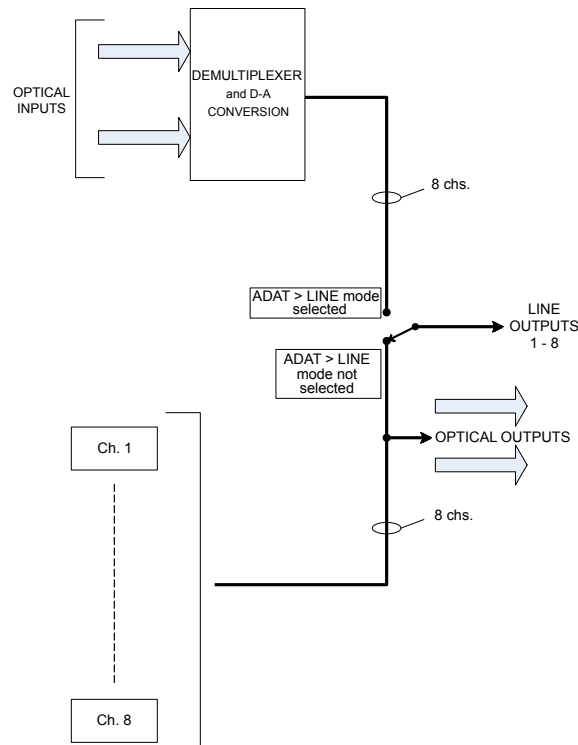 OPTICAL
INPUTS
DEMULTIPLEXER
and D-A
CONVERSION
8 chs.
ADAT > LINE mode
selected
LINE
OUTPUTS
1 - 8
ADAT > LINE
mode not
selected
OPTICAL OUTPUTS
Ch. 1
8 chs.
Ch. 8